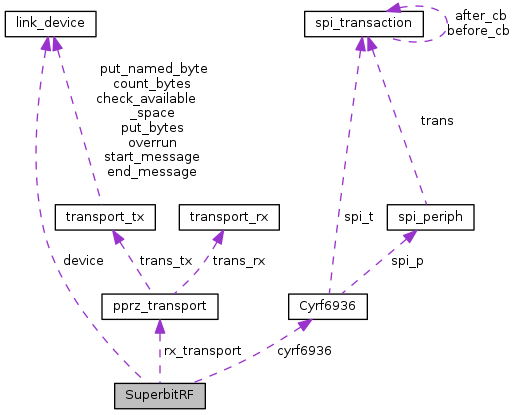 link_device
spi_transaction
after_cb
before_cb
put_named_byte
count_bytes
check_available
_space
put_bytes
overrun
start_message
end_message
trans
transport_tx
transport_rx
spi_t
spi_periph
device
trans_tx
trans_rx
spi_p
pprz_transport
Cyrf6936
rx_transport
cyrf6936
SuperbitRF